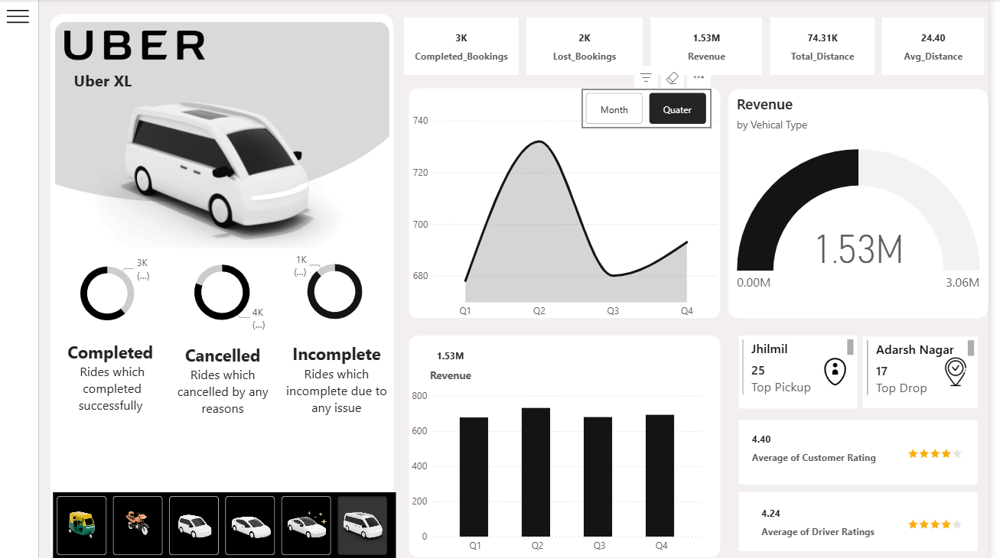 UBER
Uber XL
3K
(...)
4K
(...)
1K
(...)
Completed
Rides which
completed
successfully
Cancelled
Rides which
cancelled by any
reasons
Incomplete
Rides which
incomplete due to
any issue
3K
Completed_Bookings
2K
Lost_Bookings
1.53M
Revenue
74.31K
Total_Distance
24.40
Avg_Distance
Month
Quater
740
720
700
680
Q1
Q2
Q3
Q4
Revenue
by Vehical Type
1.53M
0.00M
3.06M
1.53M
Revenue
800
600
400
200
0
Q1
Q2
Q3
Q4
Jhilmil
25
Top Pickup
Adarsh Nagar
17
Top Drop
4.40
Average of Customer Rating
4.24
Average of Driver Ratings